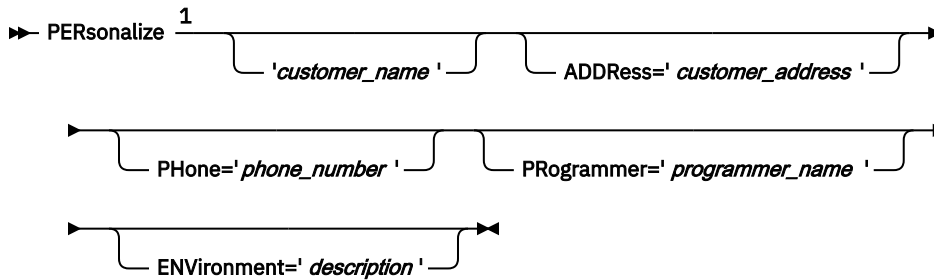 PERsonalize 1
'customer_name ' ADDRess=' customer_address '
PHone=' phone_number ' PRogrammer=' programmer_name '
ENVironment=' description '